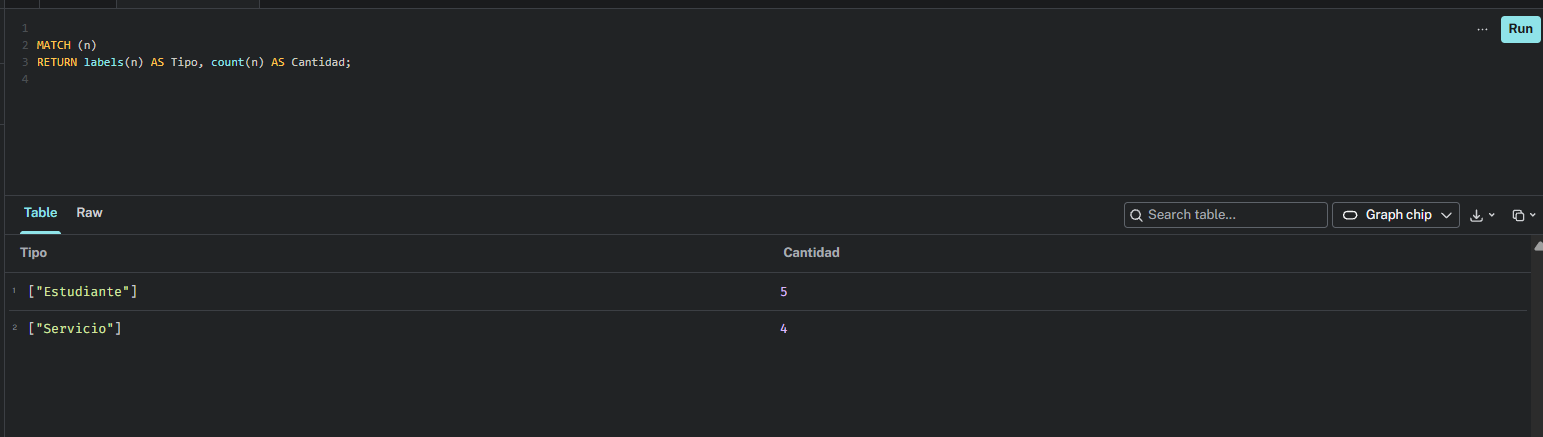 1
2 MATCH (n)
3 RETURN labels(n) AS Tipo, count(n) AS Cantidad;
4
... Run
Table Raw Search table... Graph chip
Tipo Cantidad
1 ["Estudiante"] 5
2 ["Servicio"] 4